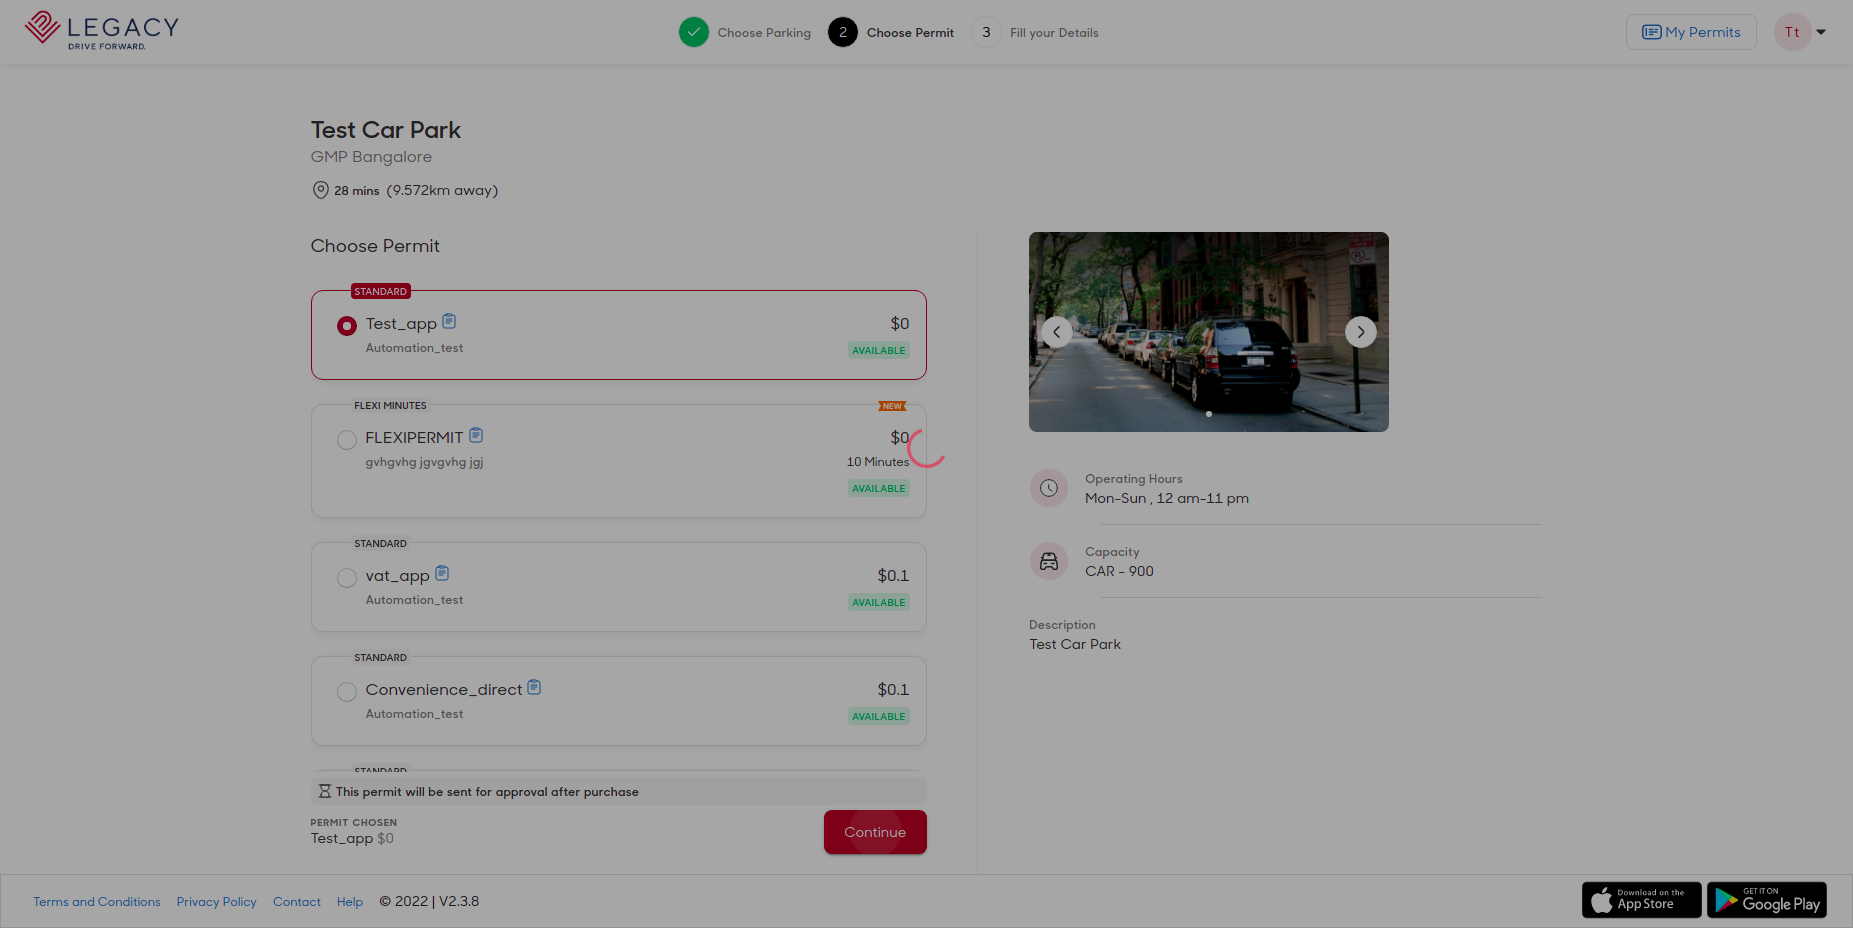 LEGACY
DRIVE FORWARD.
Choose Parking
2
Choose Permit
3
Fill your Details
My Permits
Tt
Test Car Park
GMP Bangalore
28 mins (9.572km away)
Choose Permit
STANDARD
Test_app
$0
Automation_test
AVAILABLE
FLEXI MINUTES
NEW
FLEXIPERMIT
$0
gvhgvhg jgvgvhg jgj
10 Minutes
AVAILABLE
STANDARD
vat_app
$0.1
Automation_test
AVAILABLE
STANDARD
Convenience_direct
$0.1
Automation_test
AVAILABLE
STANDARD
This permit will be sent for approval after purchase
PERMIT CHOSEN
Test_app $0
Continue
Operating Hours
Mon-Sun , 12 am-11 pm
Capacity
CAR - 900
Description
Test Car Park
Terms and Conditions
Privacy Policy
Contact
Help
© 2022 | V2.3.8
Download on the
App Store
GET IT ON
Google Play